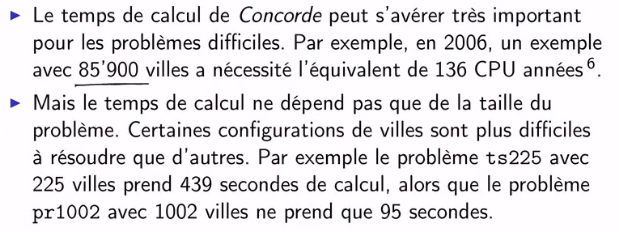 Le temps de calcul de Concorde peut s'avérer très important
pour les problèmes difficiles. Par exemple, en 2006, un exemple
avec 85'900 villes a nécessité l'équivalent de 136 CPU années 6.
Mais le temps de calcul ne dépend pas que de la taille du
problème. Certaines configurations de villes sont plus difficiles
à résoudre que d'autres. Par exemple le problème ts225 avec
225 villes prend 439 secondes de calcul, alors que le problème
pr1002 avec 1002 villes ne prend que 95 secondes.